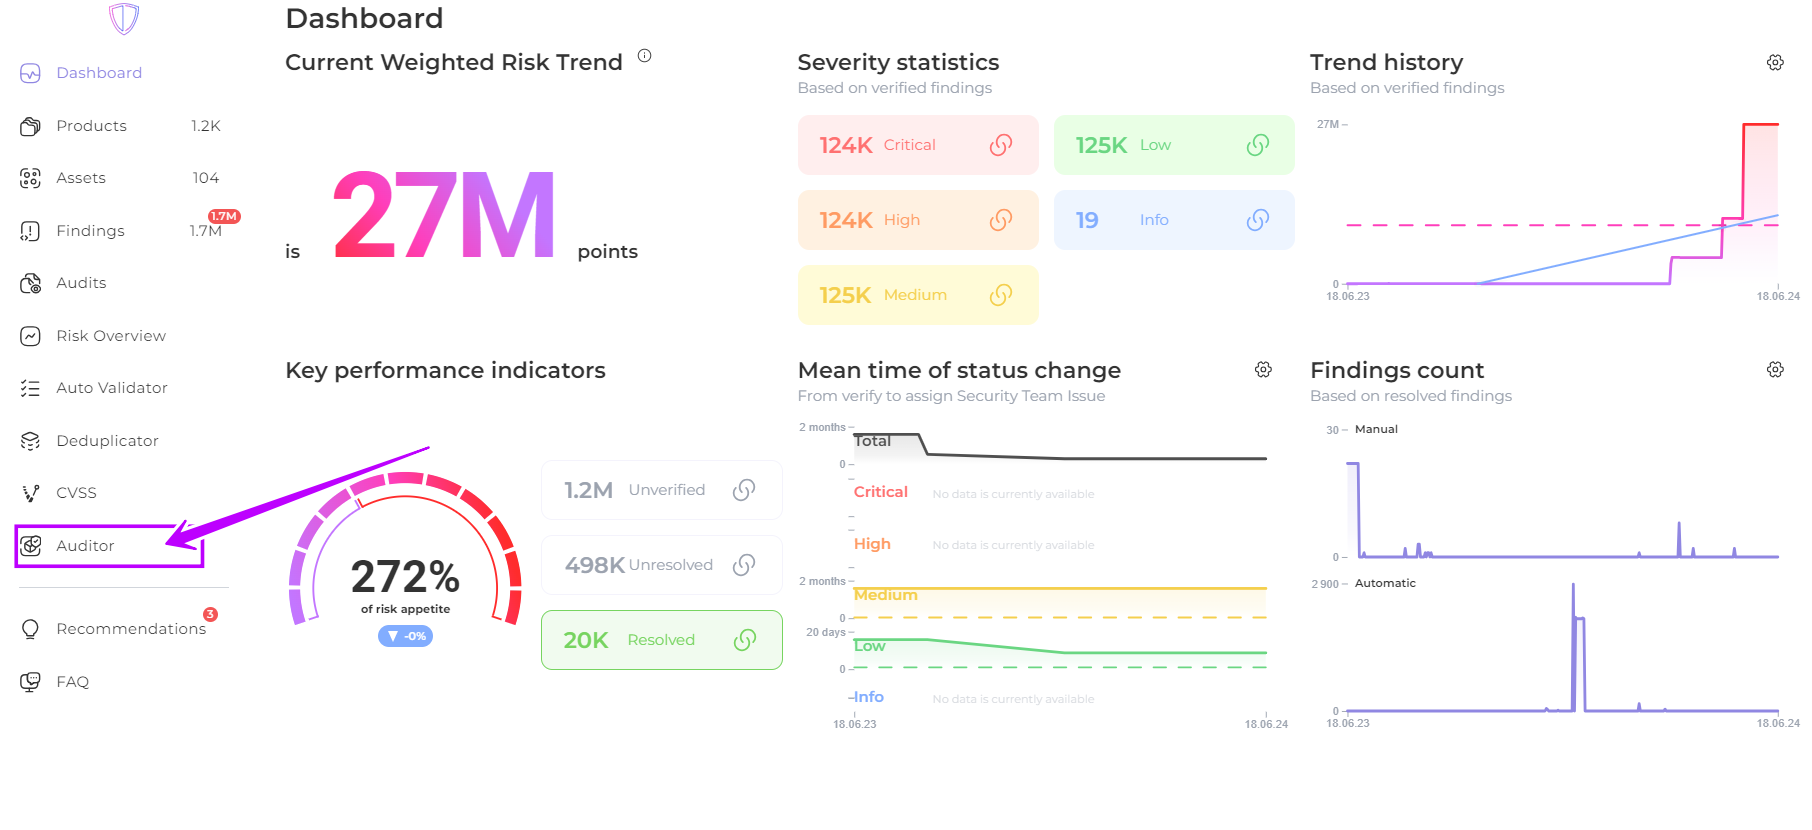 Dashboard
Products 1.2K
Assets 104
1.7M
Findings 1.7M
Audits
Risk Overview
Auto Validator
Deduplicator
CVSS
Auditor
3
Recommendations
FAQ
Dashboard
Current Weighted Risk Trend
is 27M points
Severity statistics
Based on verified findings
124K Critical
125K Low
124K High
19 Info
125K Medium
Trend history
Based on verified findings
27M
0
18.06.23 18.06.24
Key performance indicators
272%
of risk appetite
▼ -0%
1.2M Unverified
498K Unresolved
20K Resolved
Mean time of status change
From verify to assign Security Team Issue
2 months
Total
0
Critical No data is currently available
High No data is currently available
2 months
Medium
0
20 days
Low
0
Info No data is currently available
18.06.23 18.06.24
Findings count
Based on resolved findings
30 Manual
0
2 900 Automatic
0
18.06.23 18.06.24